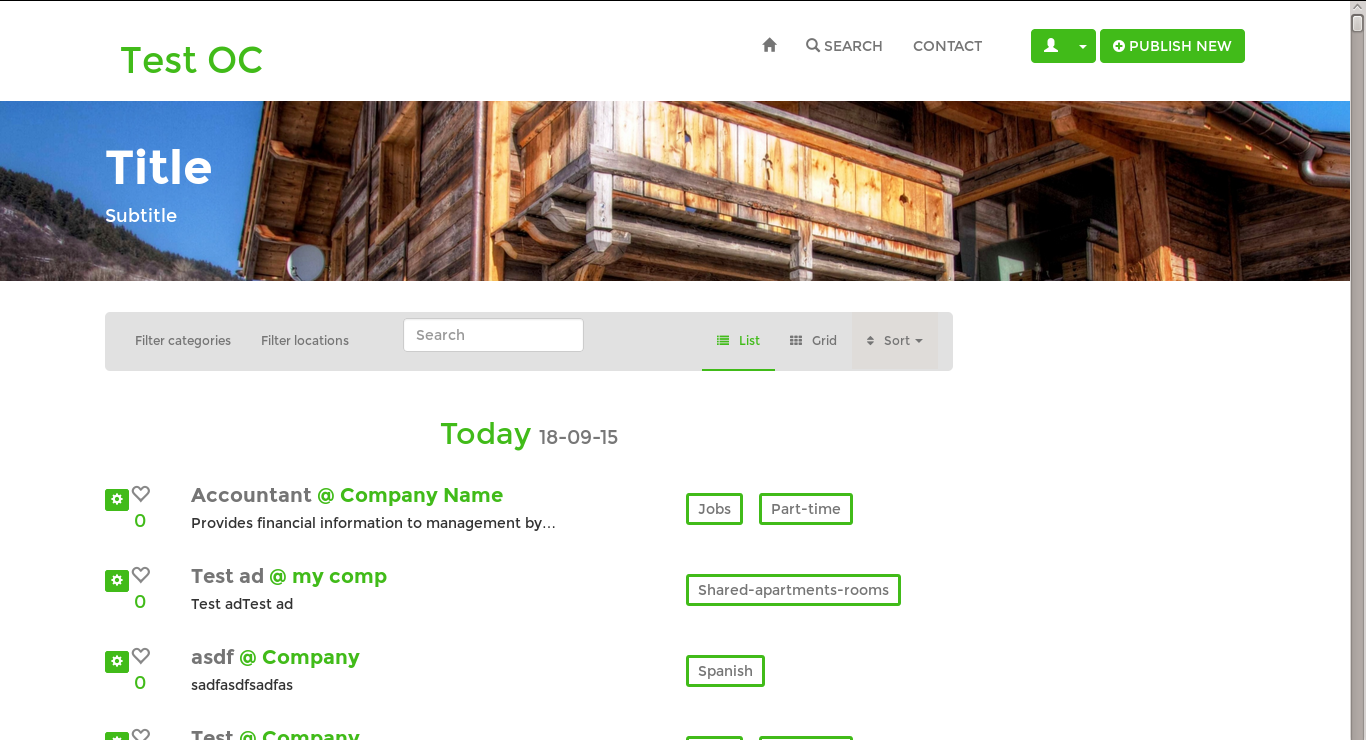 Test OC
SEARCH
CONTACT
PUBLISH NEW
Title
Subtitle
Filter categories
Filter locations
Search
List
Grid
Sort
Today 18-09-15
Accountant @ Company Name
0
Provides financial information to management by...
Jobs
Part-time
Test ad @ my comp
0
Test adTest ad
Shared-apartments-rooms
asdf @ Company
0
sadfasdfsadfas
Spanish
Test @ Company